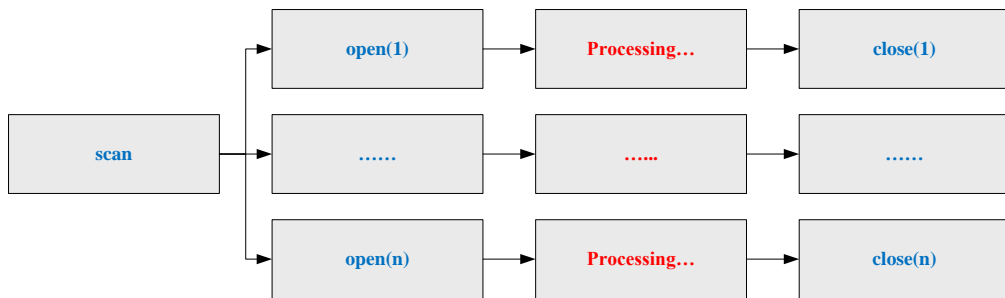 open(1)
Processing…
close(1)
scan
……
…...
……
open(n)
Processing…
close(n)